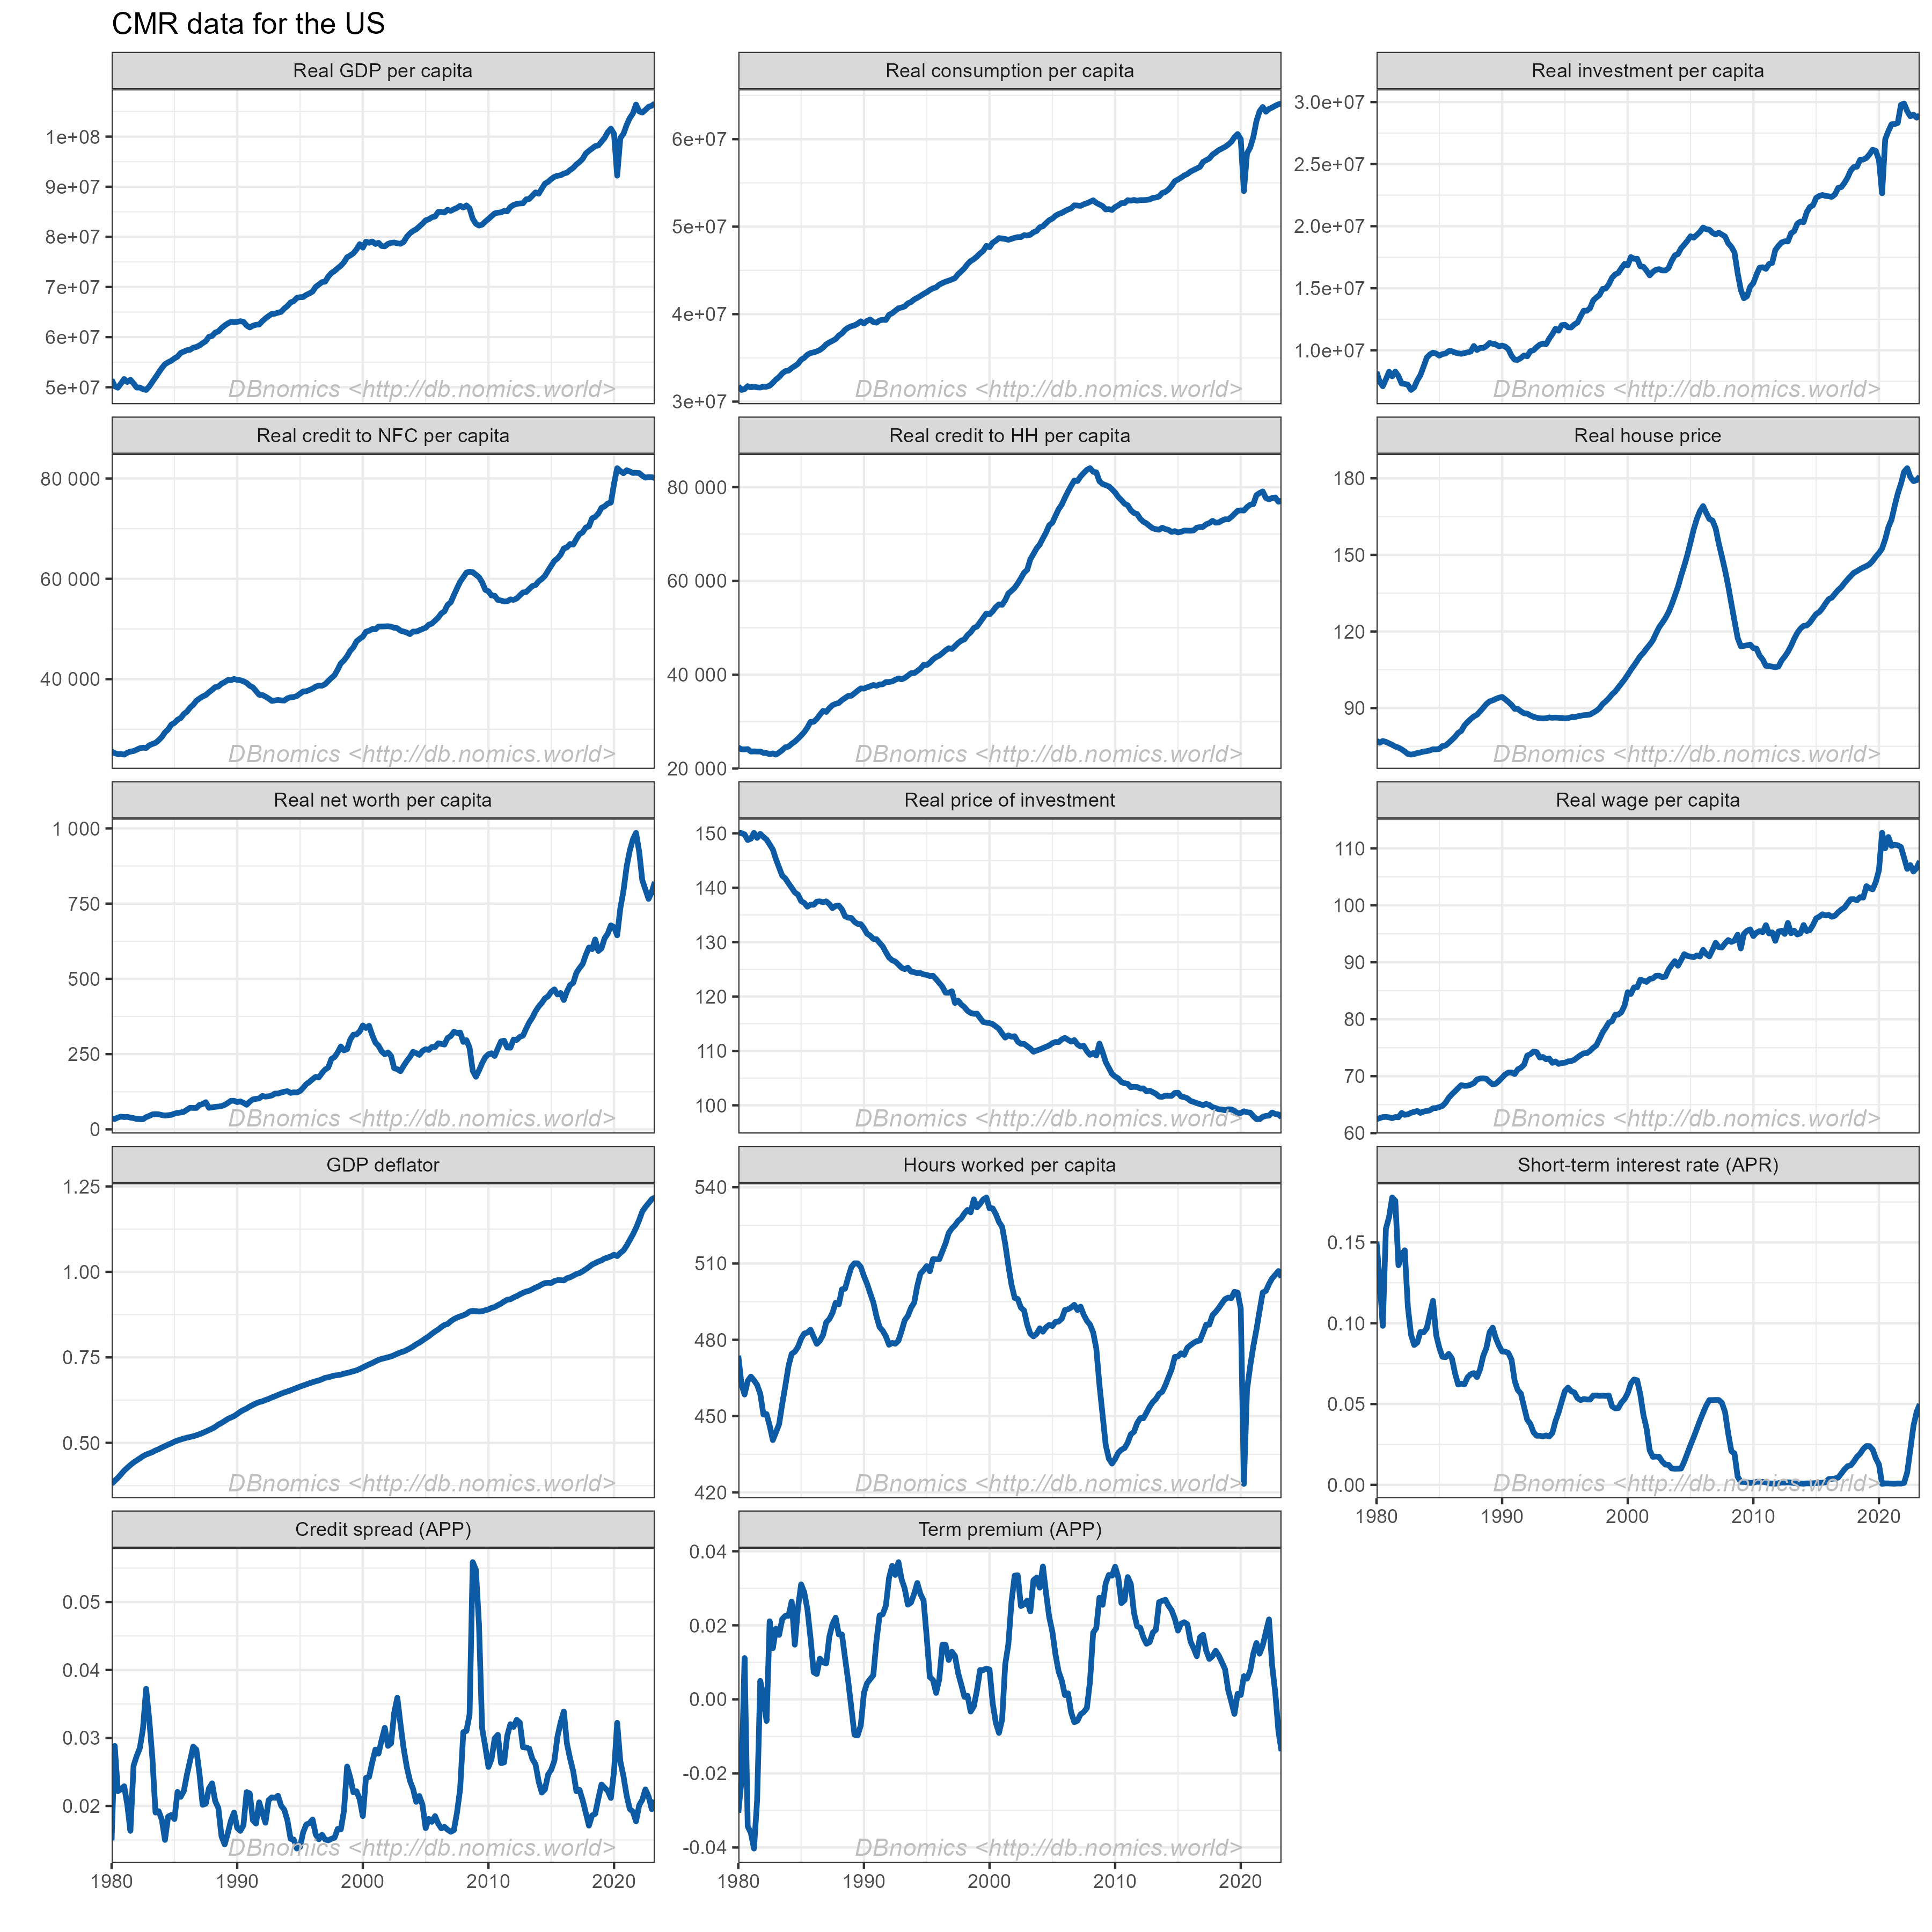 CMR data for the US
Real GDP per capita
Real consumption per capita
Real investment per capita
1e+08
9e+07
8e+07
7e+07
6e+07
5e+07
DBnomics <http://db.nomics.world>
6e+07
5e+07
4e+07
3e+07
DBnomics <http://db.nomics.world>
3.0e+07
2.5e+07
2.0e+07
1.5e+07
1.0e+07
DBnomics <http://db.nomics.world>
Real credit to NFC per capita
Real credit to HH per capita
Real house price
80 000
60 000
40 000
DBnomics <http://db.nomics.world>
80 000
60 000
40 000
20 000
DBnomics <http://db.nomics.world>
180
150
120
90
DBnomics <http://db.nomics.world>
Real net worth per capita
Real price of investment
Real wage per capita
1 000
750
500
250
0
DBnomics <http://db.nomics.world>
150
140
130
120
110
100
DBnomics <http://db.nomics.world>
110
100
90
80
70
60
DBnomics <http://db.nomics.world>
GDP deflator
Hours worked per capita
Short-term interest rate (APR)
1.25
1.00
0.75
0.50
DBnomics <http://db.nomics.world>
540
510
480
450
420
DBnomics <http://db.nomics.world>
0.15
0.10
0.05
0.00
DBnomics <http://db.nomics.world>
1980 1990 2000 2010 2020
Credit spread (APP)
Term premium (APP)
0.05
0.04
0.03
0.02
DBnomics <http://db.nomics.world>
1980 1990 2000 2010 2020
0.04
0.02
0.00
-0.02
-0.04
DBnomics <http://db.nomics.world>
1980 1990 2000 2010 2020